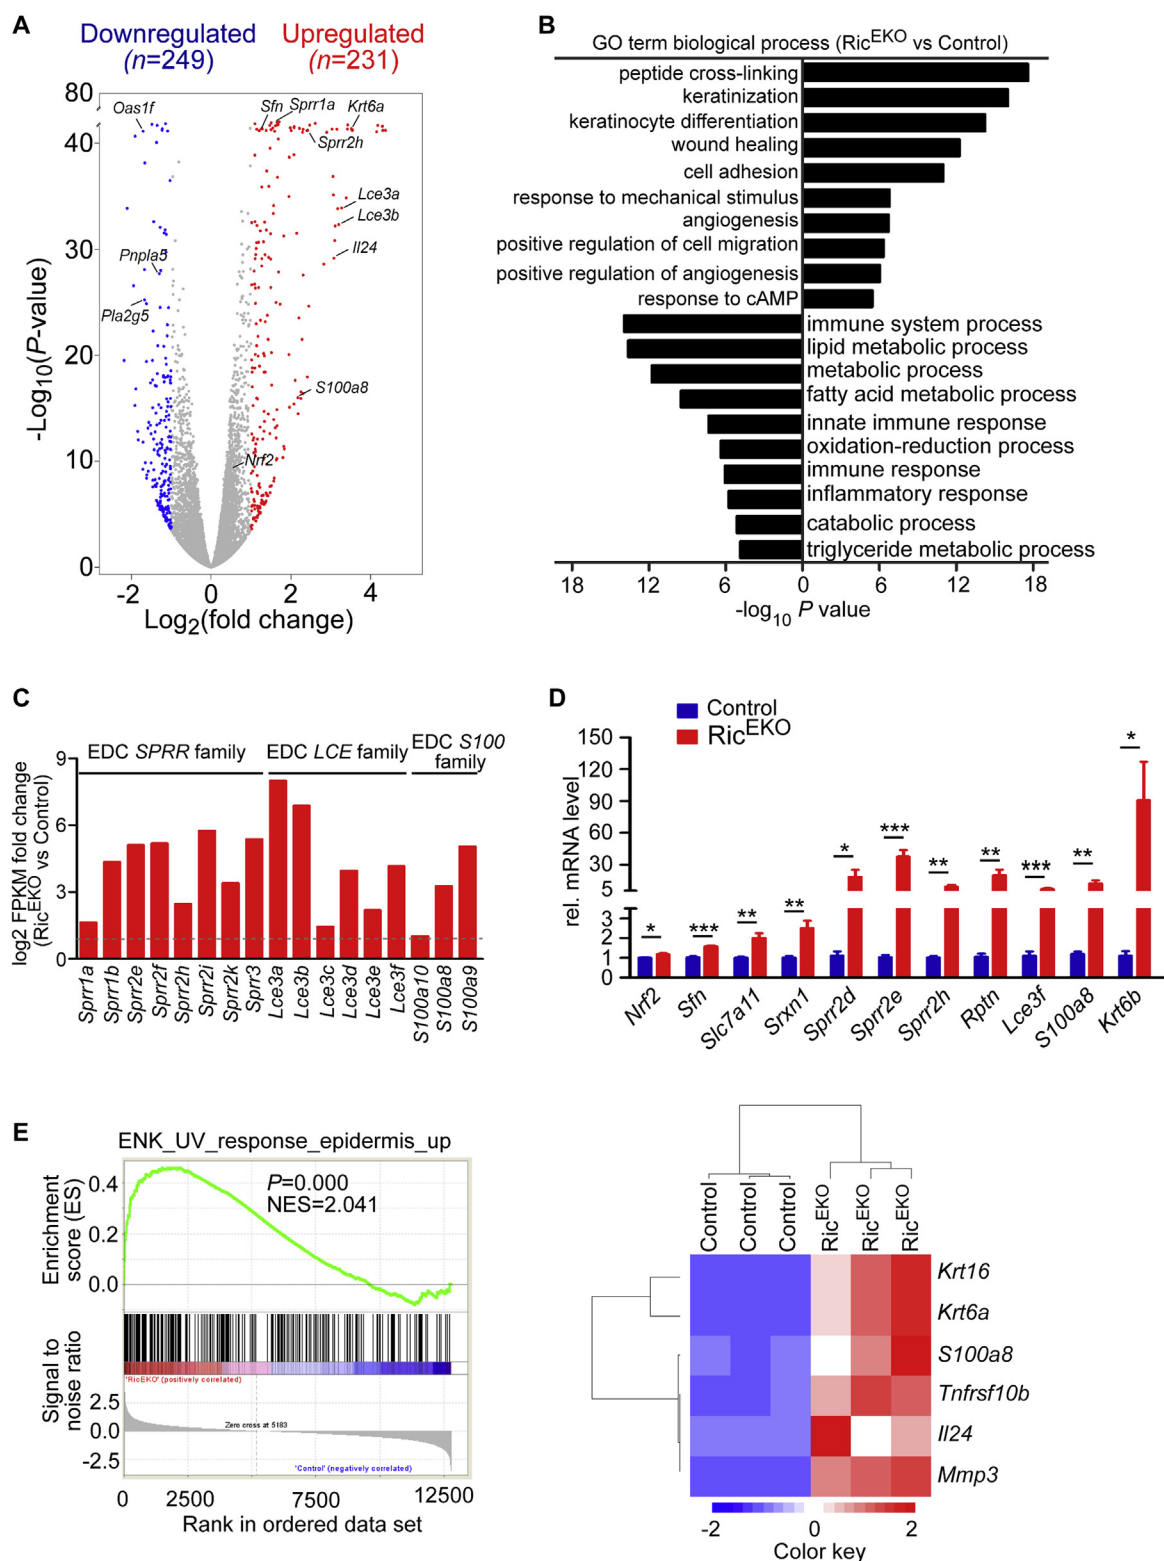 A
Downregulated
(n=249)
Upregulated
(n=231)
80
40
30
20
10
0
-Log10(P-value)
Oas1f
Sfn
Sprr1a
Krt6a
Sprr2h
Lce3a
Lce3b
Il24
Pnpla5
Pla2g5
S100a8
Nrf2
-2
0
2
4
Log2(fold change)
B
GO term biological process (RicEKO vs Control)
peptide cross-linking
keratinization
keratinocyte differentiation
wound healing
cell adhesion
response to mechanical stimulus
angiogenesis
positive regulation of cell migration
positive regulation of angiogenesis
response to cAMP
immune system process
lipid metabolic process
metabolic process
fatty acid metabolic process
innate immune response
oxidation-reduction process
immune response
inflammatory response
catabolic process
triglyceride metabolic process
18 12 6 0 6 12 18
-log10 P value
C
EDC SPRR family
EDC LCE family
EDC S100
family
log2 FPKM fold change
(RicEKO vs Control)
9
6
3
0
Sprr1a
Sprr1b
Sprr2e
Sprr2f
Sprr2h
Sprr2i
Sprr2k
Sprr3
Lce3a
Lce3b
Lce3c
Lce3d
Lce3e
Lce3f
S100a10
S100a8
S100a9
D
Control
RicEKO
rel. mRNA level
150
120
90
60
30
5
3
2
1
0
*
***
**
**
*
***
**
**
***
**
*
Nrf2
Sfn
Slc7a11
Srxn1
Sprr2d
Sprr2e
Sprr2h
Rptn
Lce3f
S100a8
Krt6b
E
ENK_UV_response_epidermis_up
P=0.000
NES=2.041
Enrichment
score (ES)
0.4
0.2
0.0
'RicEKO' (positively correlated)
Signal to
noise ratio
2.5
0.0
-2.5
Zero cross at 5183
'Control' (negatively correlated)
0 2500 7500 12500
Rank in ordered data set
Control
Control
Control
RicEKO
RicEKO
RicEKO
Krt16
Krt6a
S100a8
Tnfrsf10b
Il24
Mmp3
-2 0 2
Color key